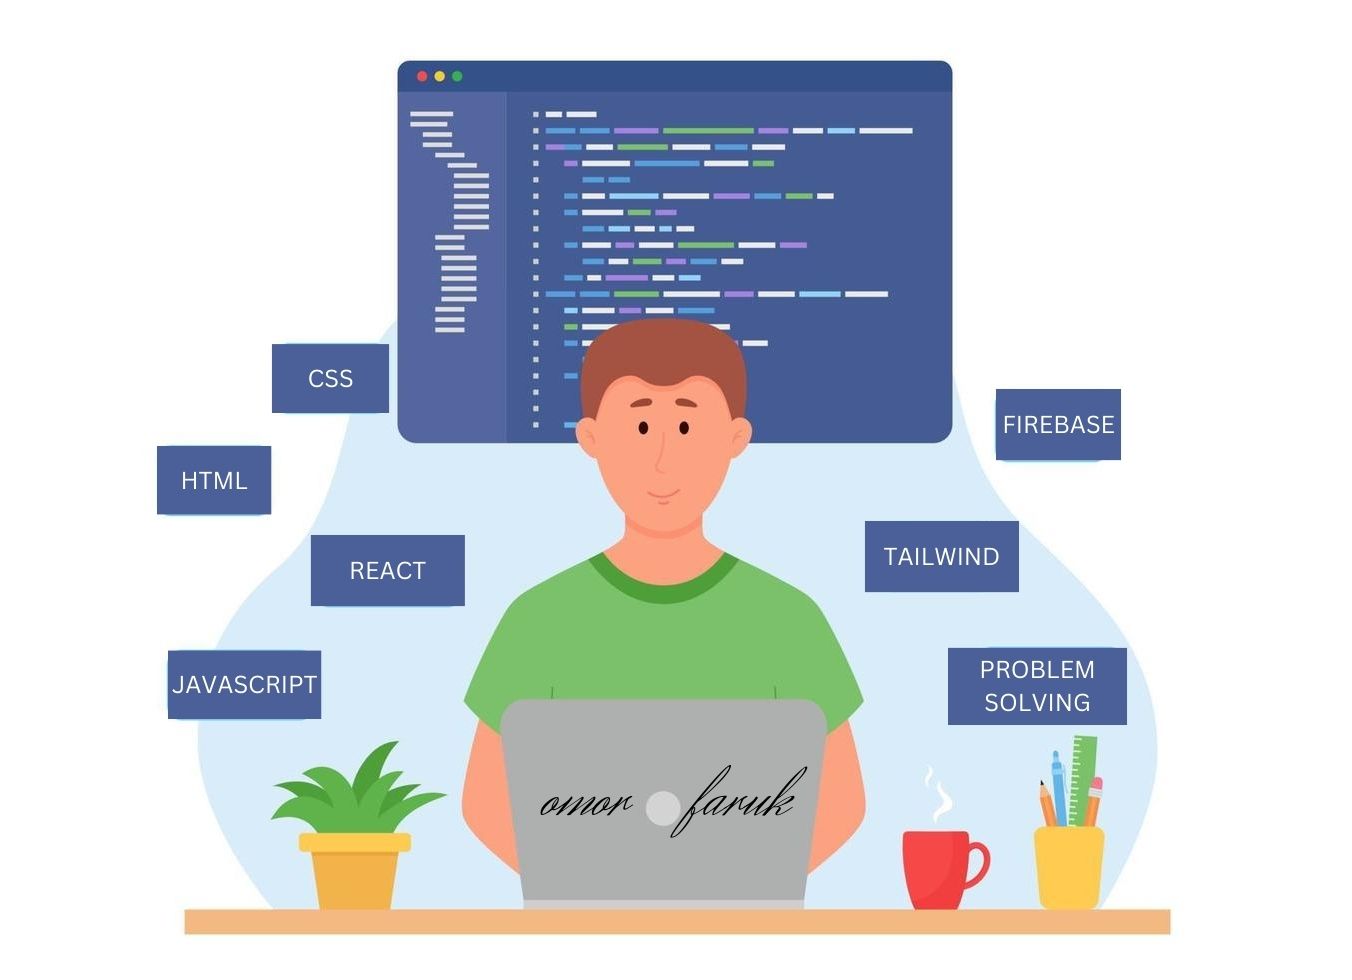 CSS
FIREBASE
HTML
TAILWIND
REACT
PROBLEM
SOLVING
JAVASCRIPT
omor faruk